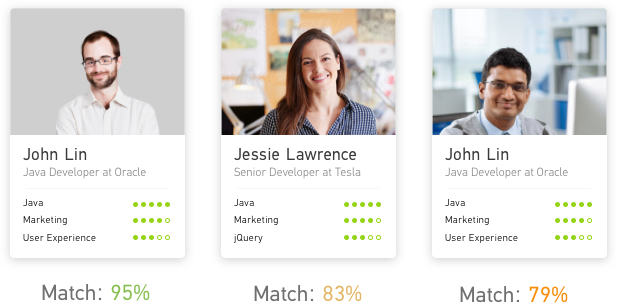 John Lin
Java Developer at Oracle
Java
Marketing
User Experience
Match: 95%
Jessie Lawrence
Senior Developer at Tesla
Java
Marketing
jQuery
Match: 83%
John Lin
Java Developer at Oracle
Java
Marketing
User Experience
Match: 79%